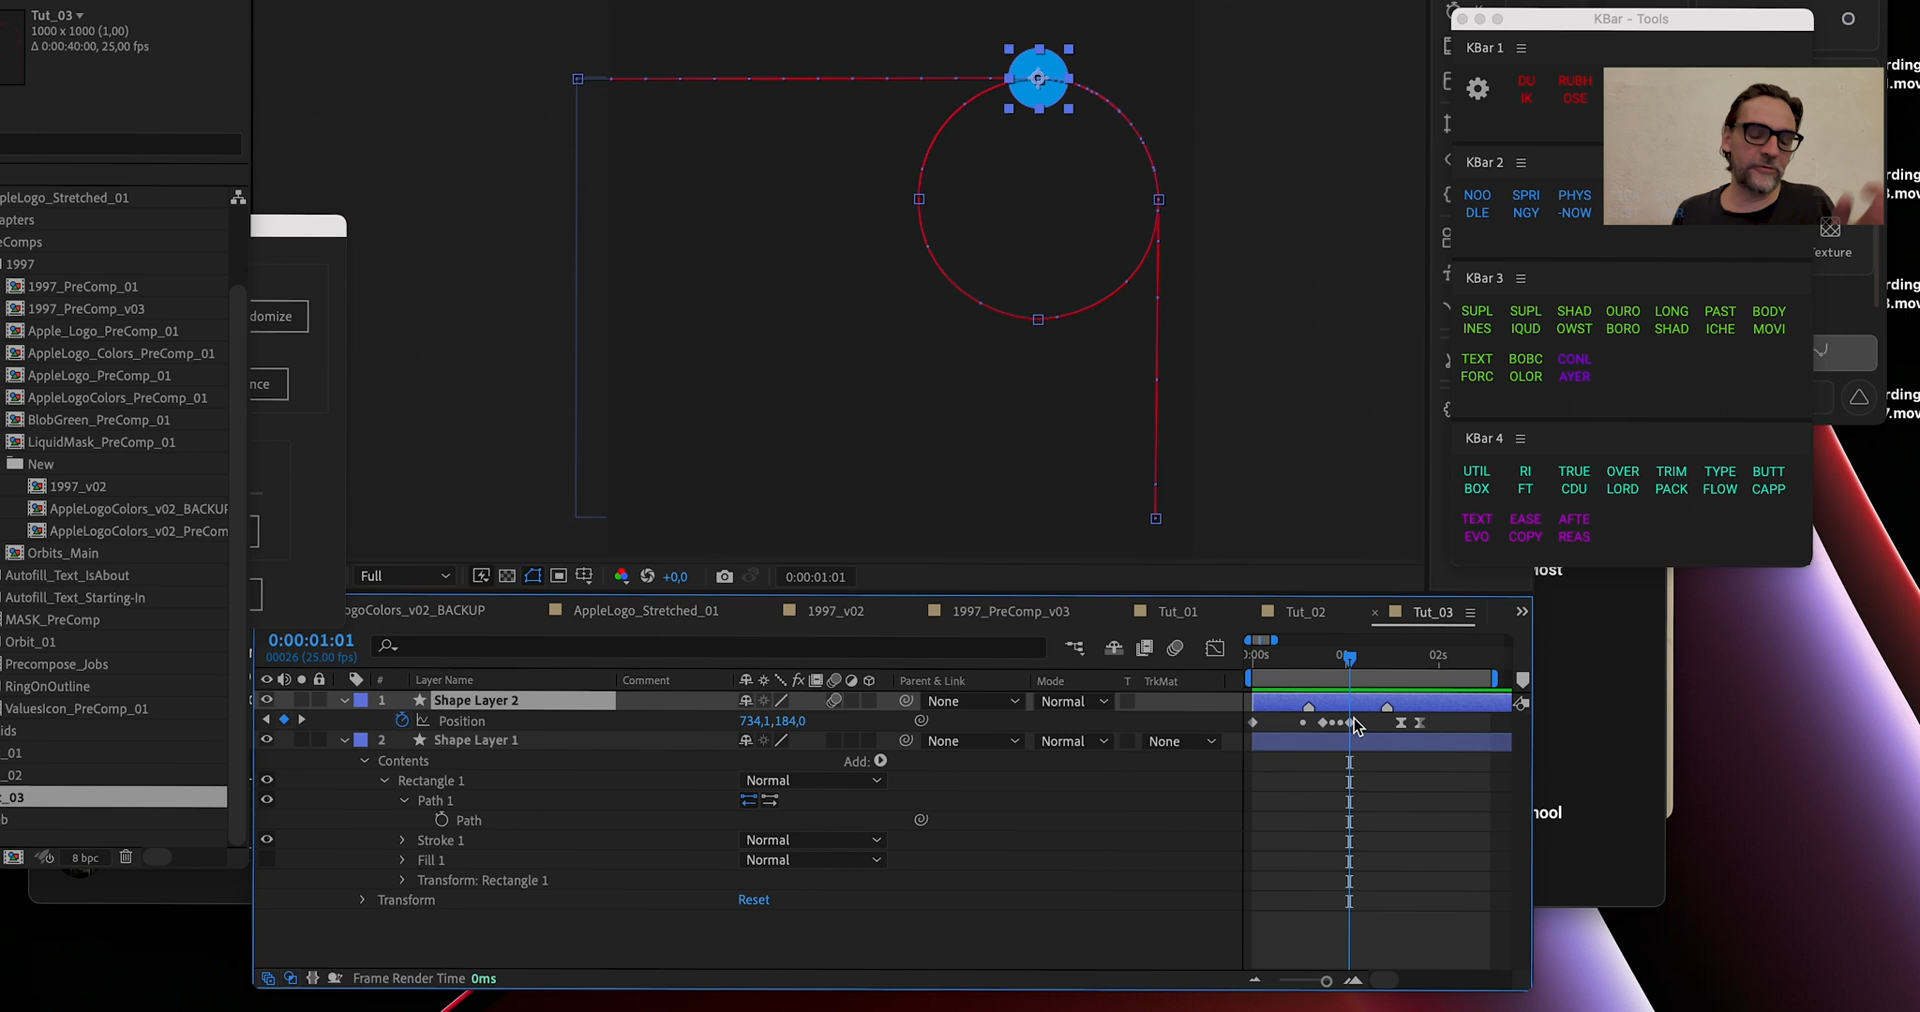 Tut_03
1000 x 1000 (1,00)
Δ 0:00:40:00, 25,00 fps
pleLogo_Stretched_01
apters
eComps
1997
1997_PreComp_01
1997_PreComp_v03
Apple_Logo_PreComp_01
AppleLogo_Colors_PreComp_01
AppleLogo_PreComp_01
AppleLogoColors_PreComp_01
BlobGreen_PreComp_01
LiquidMask_PreComp_01
New
1997_v02
AppleLogoColors_v02_BACKUP
AppleLogoColors_v02_PreCom
Orbits_Main
Autofill_Text_IsAbout
Autofill_Text_Starting-In
MASK_PreComp
Orbit_01
Precompose_Jobs
RingOnOutline
ValuesIcon_PreComp_01
ids
_01
_02
t_03
b
8 bpc
domize
nce
Full
+0,0
0:00:01:01
KBar - Tools
KBar 1
DU
IK
RUBH
OSE
KBar 2
NOO
DLE
SPRI
NGY
PHYS
-NOW
KBar 3
SUPL
INES
SUPL
IQUD
SHAD
OWST
OURO
BORO
LONG
SHAD
PAST
ICHE
BODY
MOVI
TEXT
FORC
BOBC
OLOR
CONL
AYER
KBar 4
UTIL
BOX
RI
FT
TRUE
CDU
OVER
LORD
TRIM
PACK
TYPE
FLOW
BUTT
CAPP
TEXT
EVO
EASE
COPY
AFTE
REAS
exture
rding
1.mov
rding
3.mov
rding
3.mov
rding
7.mov
ost
ool
ogoColors_v02_BACKUP
AppleLogo_Stretched_01
1997_v02
1997_PreComp_v03
Tut_01
Tut_02
Tut_03
0:00:01:01
00026 (25.00 fps)
:00s
02s
#
Layer Name
Comment
fx
Parent & Link
Mode
T
TrkMat
1
Shape Layer 2
None
Normal
Position
734,1,184,0
2
Shape Layer 1
None
Normal
None
Contents
Add:
Rectangle 1
Normal
Path 1
Path
Stroke 1
Normal
Fill 1
Normal
Transform: Rectangle 1
Transform
Reset
Frame Render Time 0ms